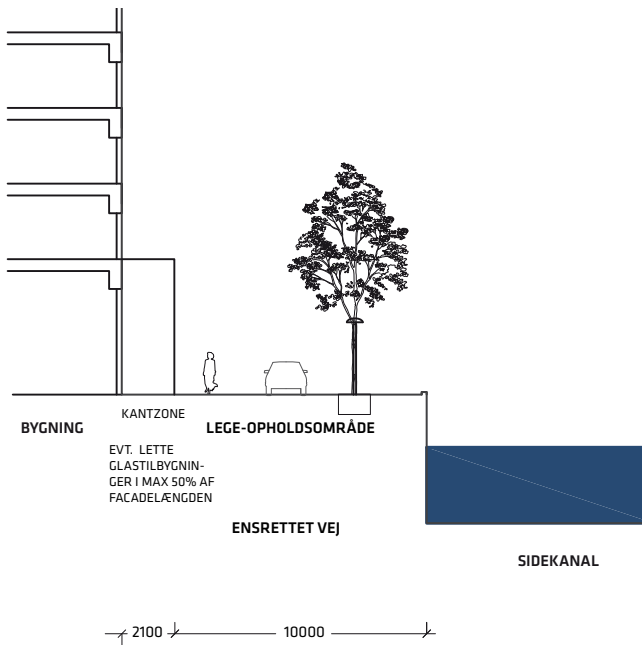 BYGNING
KANTZONE
LEGE-OPHOLDSOMRÅDE
EVT. LETTE
GLASTILBYGNIN-
GER I MAX 50% AF
FACADELÆNGDEN
ENSRETTET VEJ
SIDEKANAL
2100
10000